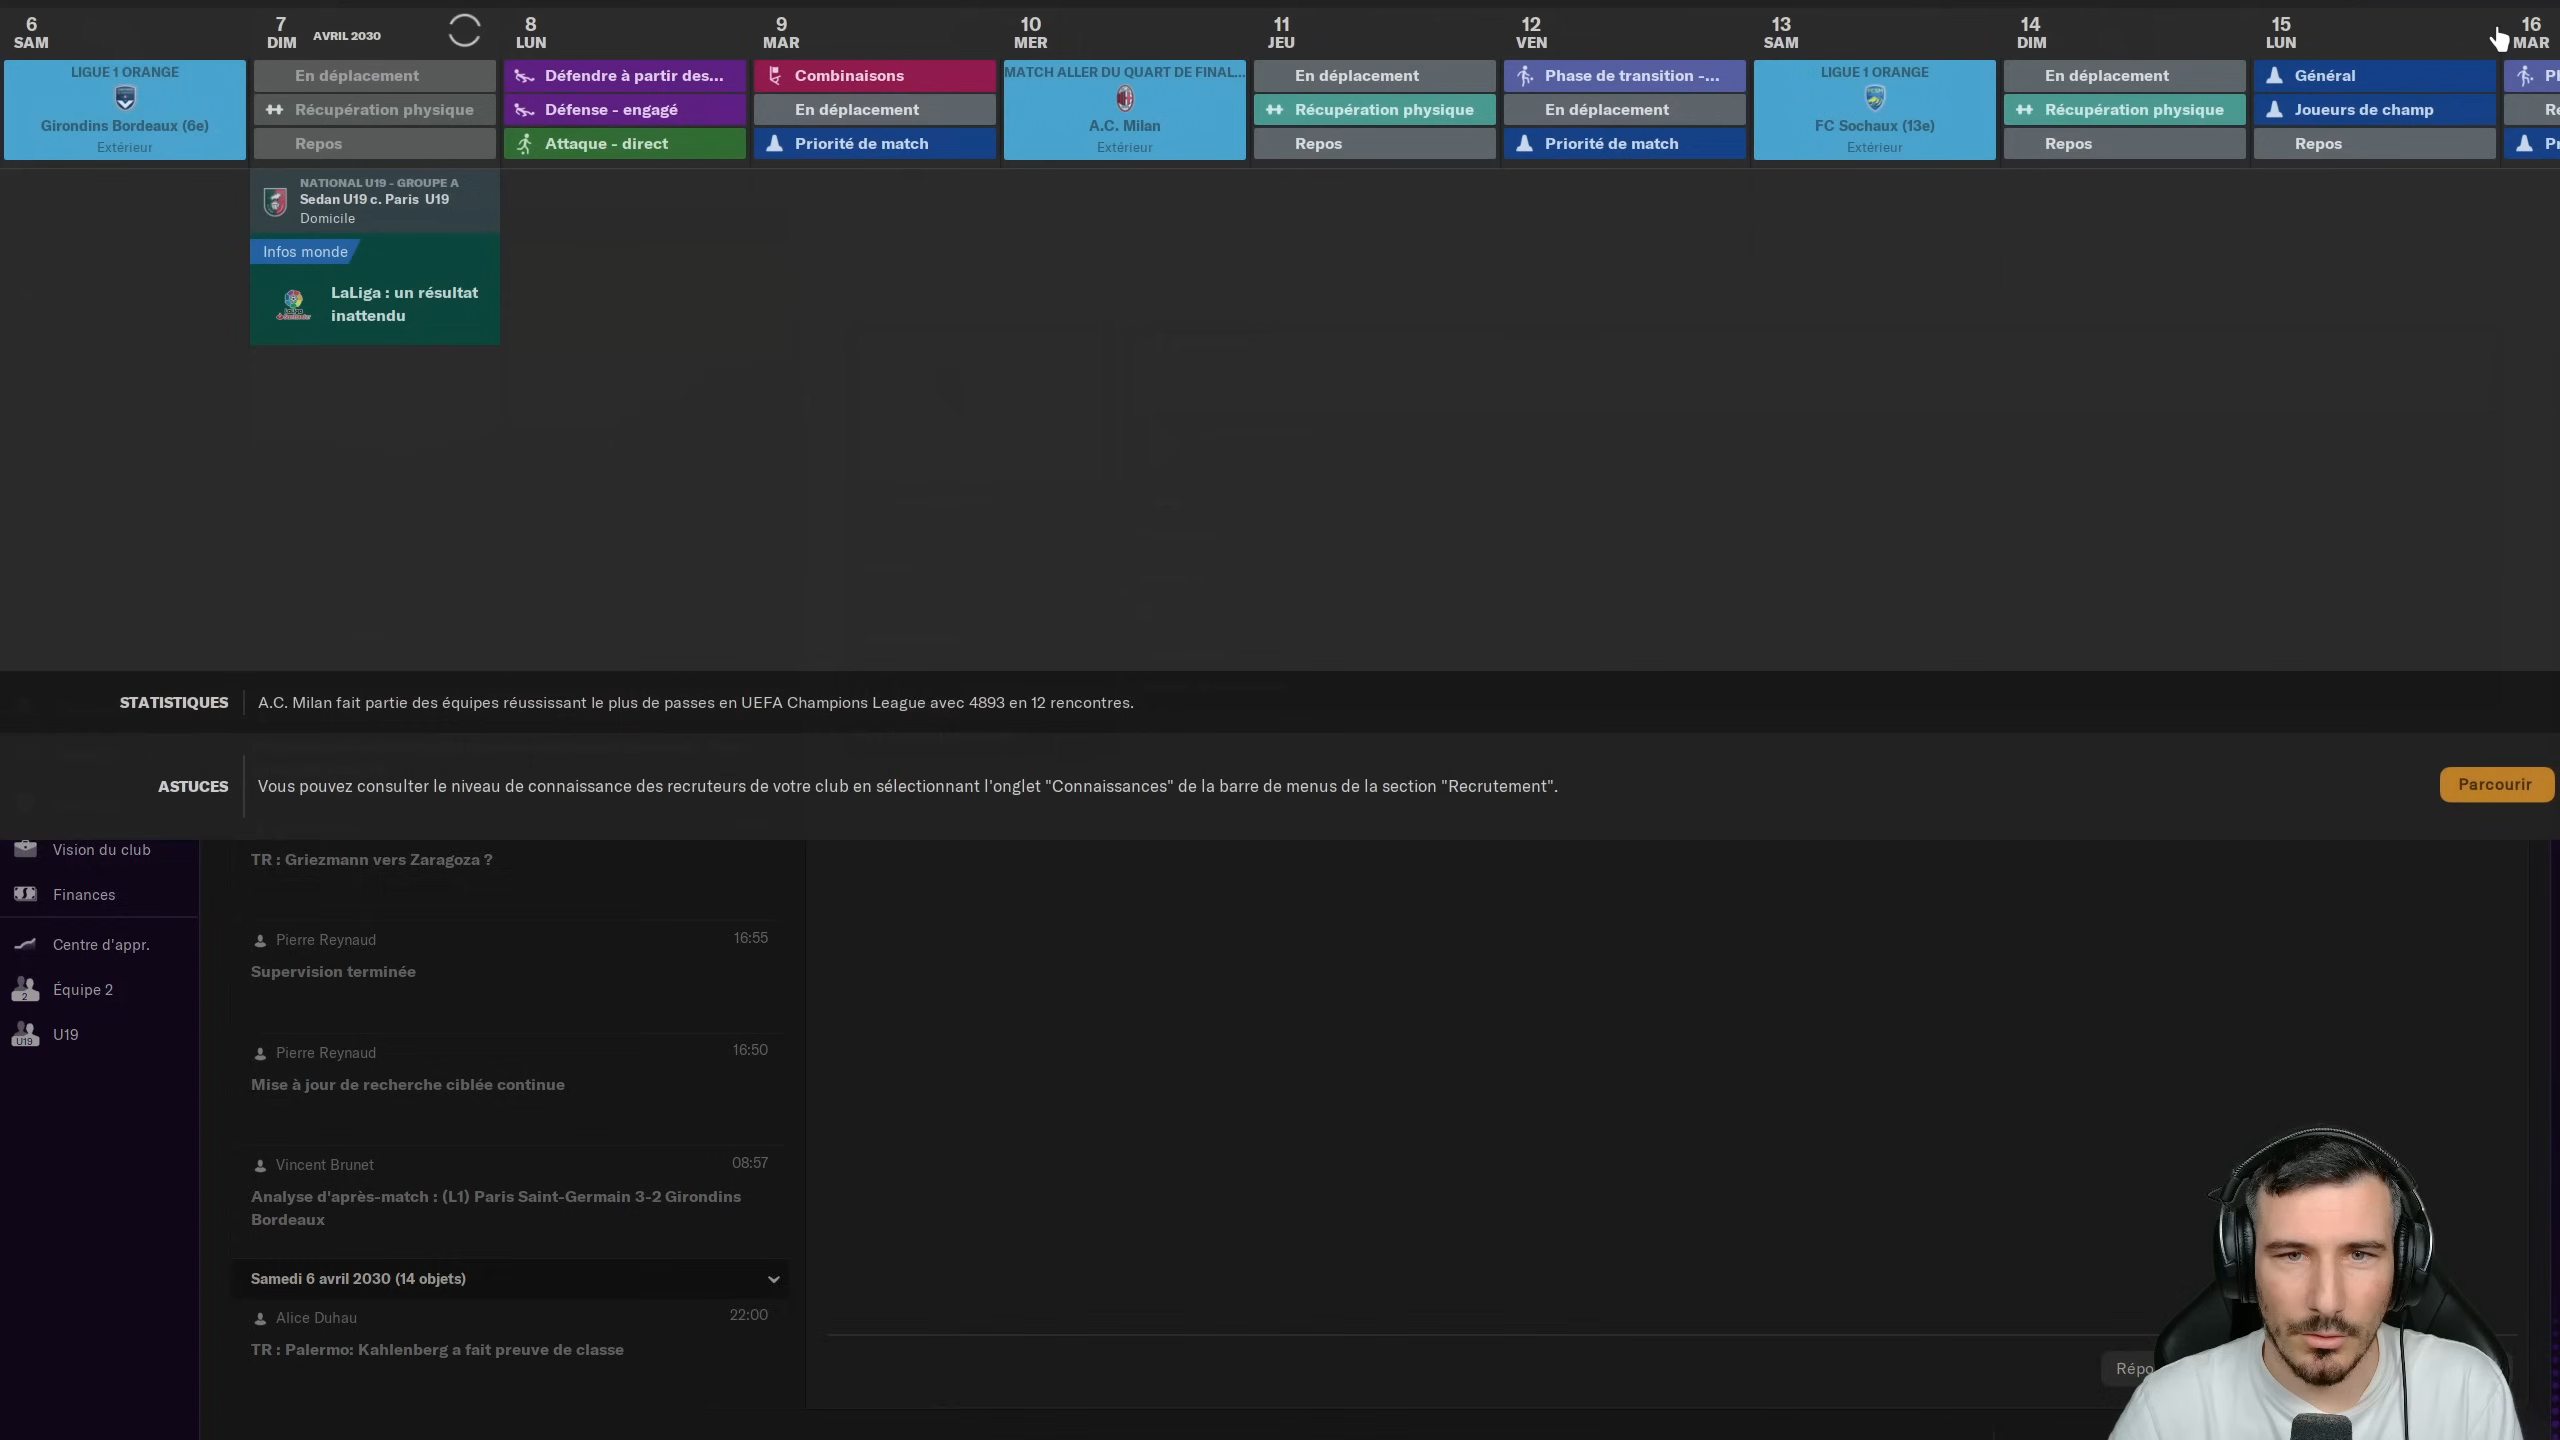 6
SAM
7
DIM
AVRIL 2030
8
LUN
9
MAR
10
MER
11
JEU
12
VEN
13
SAM
14
DIM
15
LUN
16
MAR
LIGUE 1 ORANGE
Girondins Bordeaux (6e)
Extérieur
En déplacement
Récupération physique
Repos
Défendre à partir des...
Défense - engagé
Attaque - direct
Combinaisons
En déplacement
Priorité de match
MATCH ALLER DU QUART DE FINAL...
A.C. Milan
Extérieur
En déplacement
Récupération physique
Repos
Phase de transition -...
En déplacement
Priorité de match
LIGUE 1 ORANGE
FC Sochaux (13e)
Extérieur
En déplacement
Récupération physique
Repos
Général
Joueurs de champ
Repos
NATIONAL U19 - GROUPE A
Sedan U19 c. Paris U19
Domicile
Infos monde
LaLiga : un résultat
inattendu
STATISTIQUES
A.C. Milan fait partie des équipes réussissant le plus de passes en UEFA Champions League avec 4893 en 12 rencontres.
ASTUCES
Vous pouvez consulter le niveau de connaissance des recruteurs de votre club en sélectionnant l'onglet "Connaissances" de la barre de menus de la section "Recrutement".
Parcourir
Vision du club
Finances
Centre d'appr.
2
Équipe 2
U19
U19
TR : Griezmann vers Zaragoza ?
Pierre Reynaud
16:55
Supervision terminée
Pierre Reynaud
16:50
Mise à jour de recherche ciblée continue
Vincent Brunet
08:57
Analyse d'après-match : (L1) Paris Saint-Germain 3-2 Girondins
Bordeaux
Samedi 6 avril 2030 (14 objets)
Alice Duhau
22:00
TR : Palermo: Kahlenberg a fait preuve de classe
Répo